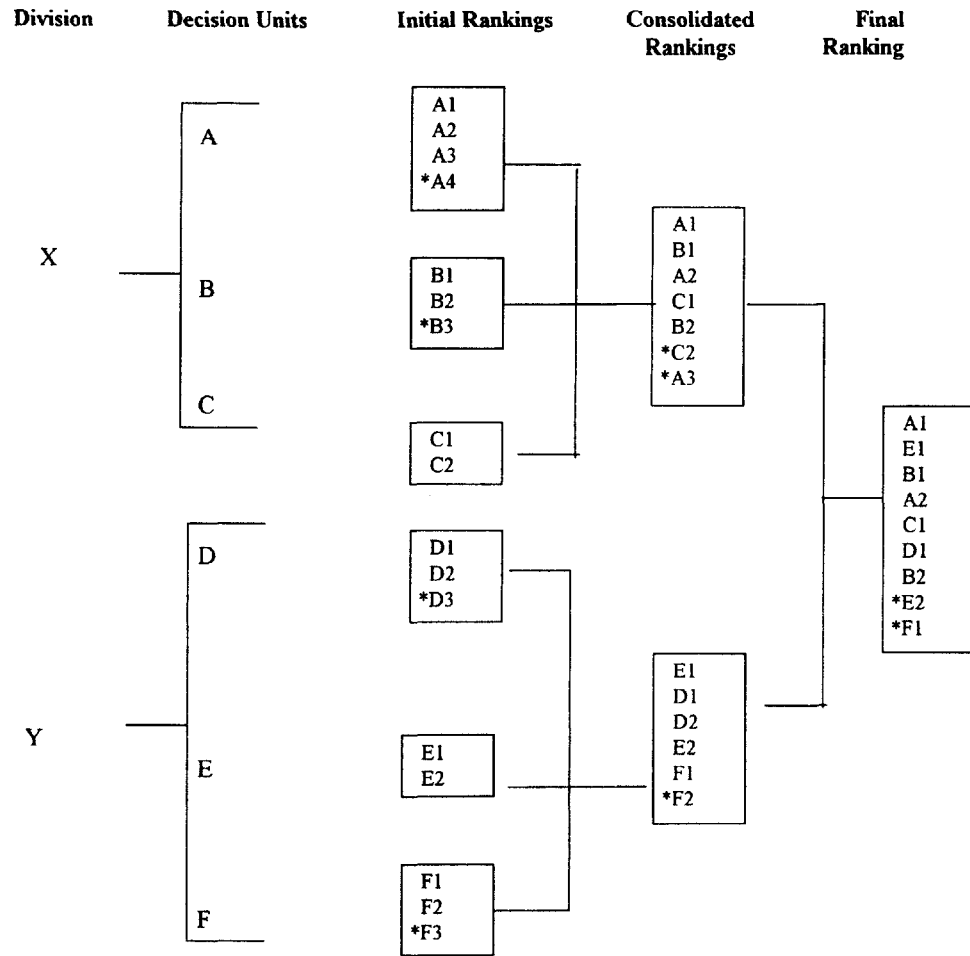 Division Decision Units Initial Rankings Consolidated Rankings Final Ranking
X
A
B
C
A1
A2
A3
*A4
B1
B2
*B3
C1
C2
A1
B1
A2
C1
B2
*C2
*A3
Y
D
E
F
D1
D2
*D3
E1
E2
F1
F2
*F3
E1
D1
D2
E2
F1
*F2
A1
E1
B1
A2
C1
D1
B2
*E2
*F1